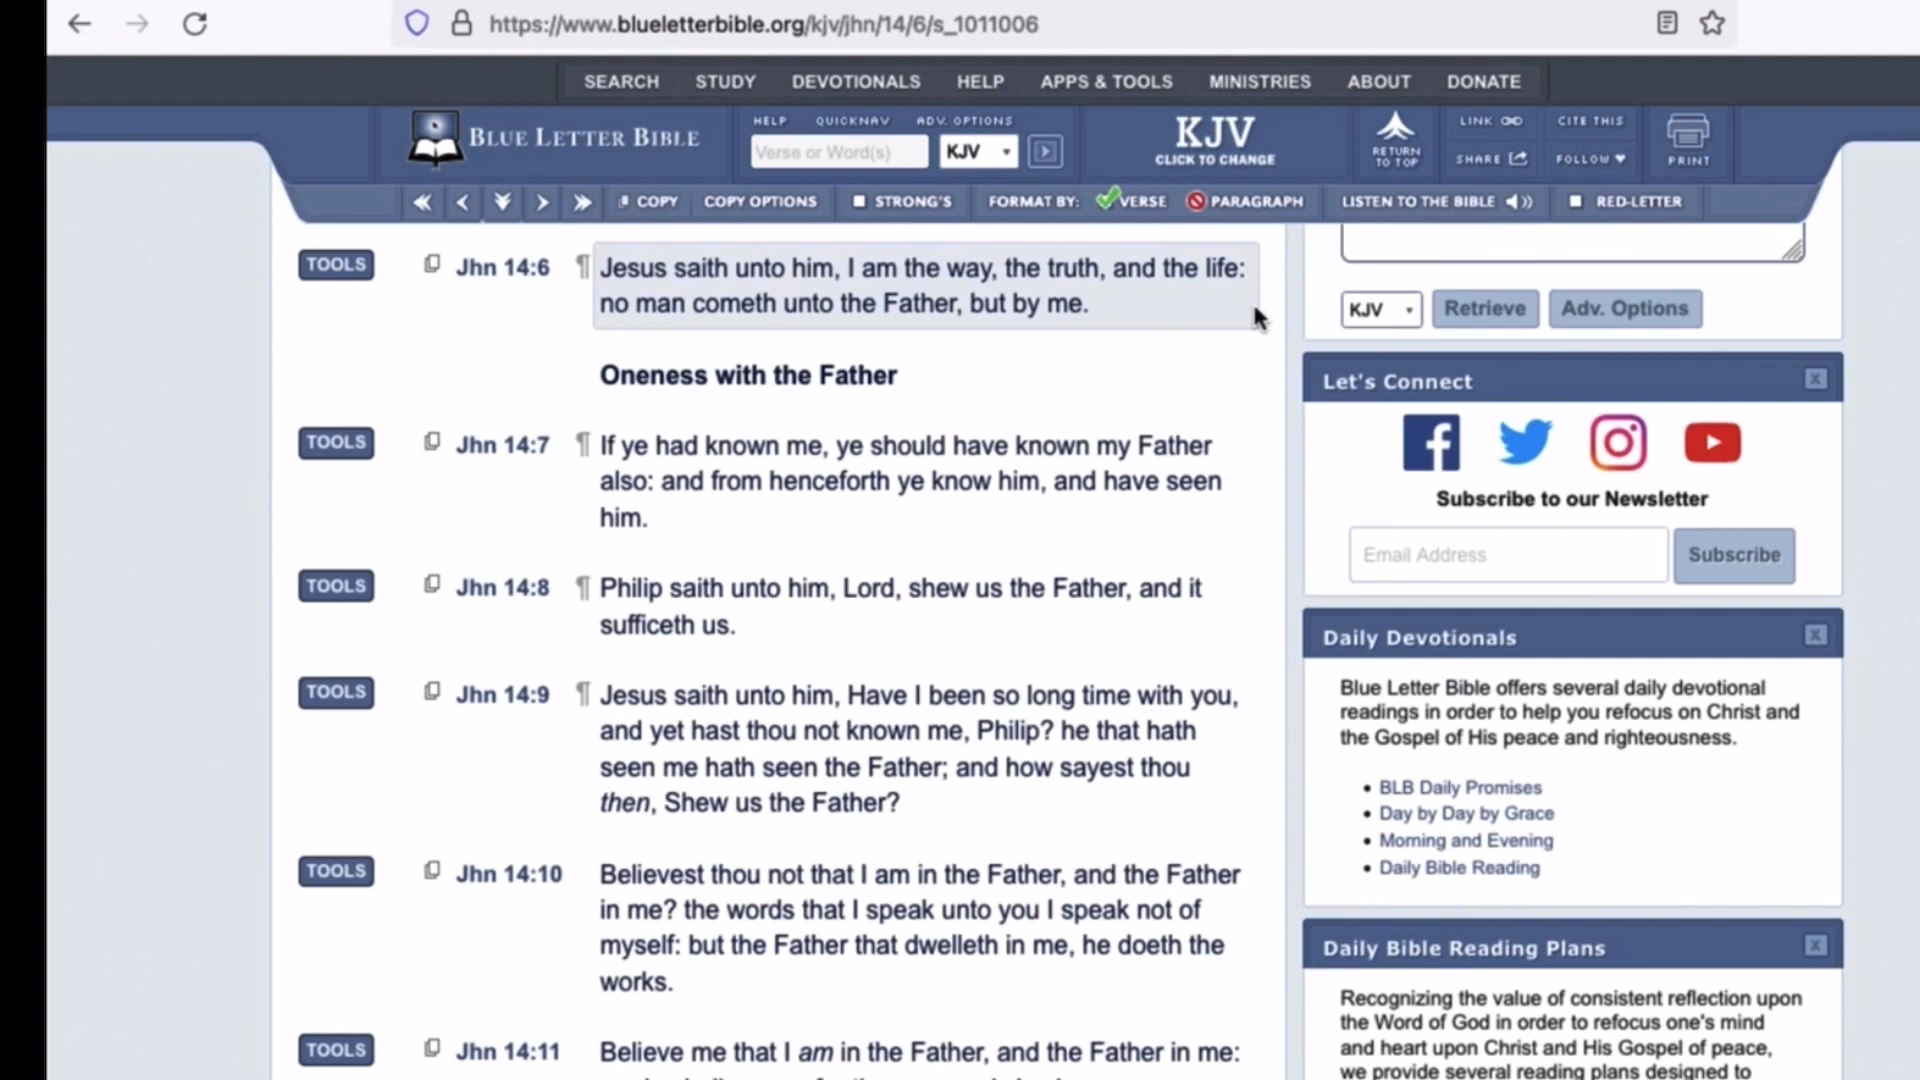 https://www.blueletterbible.org/kjv/jhn/14/6/s_1011006
SEARCH STUDY DEVOTIONALS HELP APPS & TOOLS MINISTRIES ABOUT DONATE
BLUE LETTER BIBLE
HELP QUICKNAV ADV. OPTIONS
Verse or Word(s) KJV
KJV
CLICK TO CHANGE
RETURN
TO TOP
LINK
CITE THIS
SHARE
FOLLOW
PRINT
COPY COPY OPTIONS STRONG'S FORMAT BY: VERSE PARAGRAPH LISTEN TO THE BIBLE RED-LETTER
TOOLS Jhn 14:6 ¶ Jesus saith unto him, I am the way, the truth, and the life:
no man cometh unto the Father, but by me.
Oneness with the Father
TOOLS Jhn 14:7 ¶ If ye had known me, ye should have known my Father
also: and from henceforth ye know him, and have seen
him.
TOOLS Jhn 14:8 ¶ Philip saith unto him, Lord, shew us the Father, and it
sufficeth us.
TOOLS Jhn 14:9 ¶ Jesus saith unto him, Have I been so long time with you,
and yet hast thou not known me, Philip? he that hath
seen me hath seen the Father; and how sayest thou
then, Shew us the Father?
TOOLS Jhn 14:10 Believest thou not that I am in the Father, and the Father
in me? the words that I speak unto you I speak not of
myself: but the Father that dwelleth in me, he doeth the
works.
TOOLS Jhn 14:11 Believe me that I am in the Father, and the Father in me:
KJV Retrieve Adv. Options
Let's Connect
Subscribe to our Newsletter
Email Address Subscribe
Daily Devotionals
Blue Letter Bible offers several daily devotional
readings in order to help you refocus on Christ and
the Gospel of His peace and righteousness.
• BLB Daily Promises
• Day by Day by Grace
• Morning and Evening
• Daily Bible Reading
Daily Bible Reading Plans
Recognizing the value of consistent reflection upon
the Word of God in order to refocus one's mind
and heart upon Christ and His Gospel of peace,
we provide several reading plans designed to